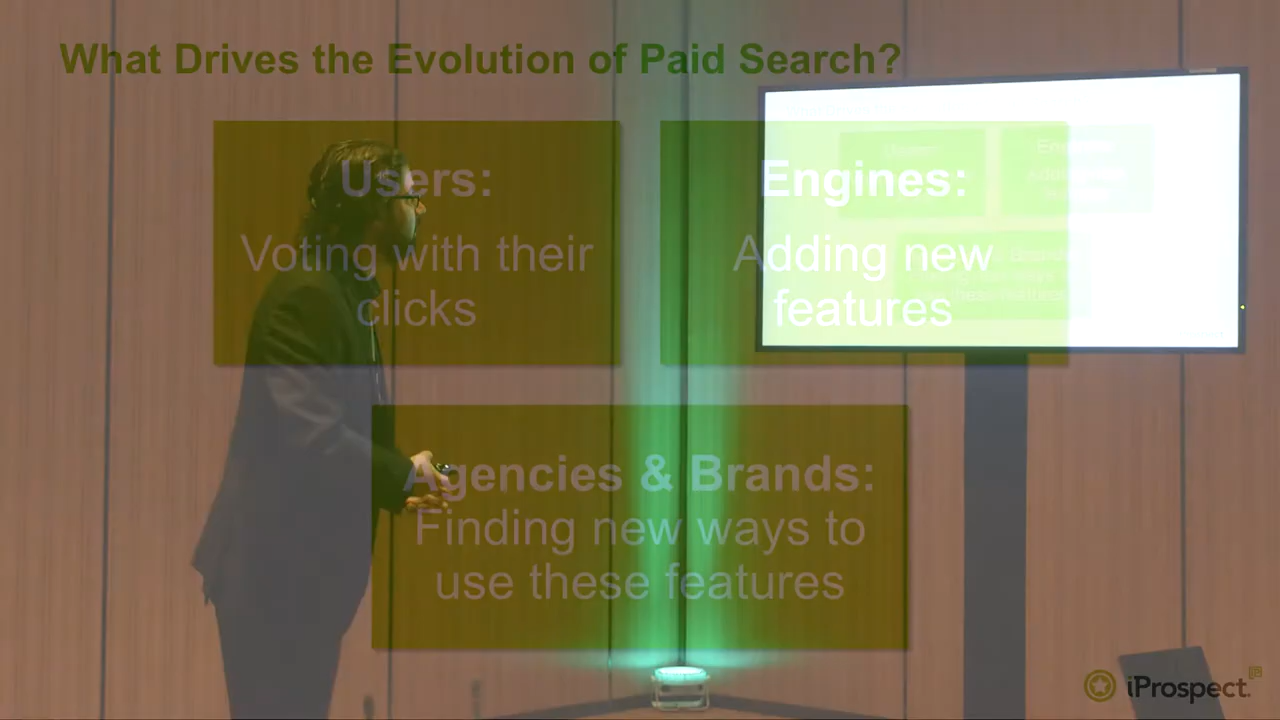 What Drives the Evolution of Paid Search?
Users:
Voting with their
clicks
Engines:
Adding new
features
Agencies & Brands:
Finding new ways to
use these features
iProspect.